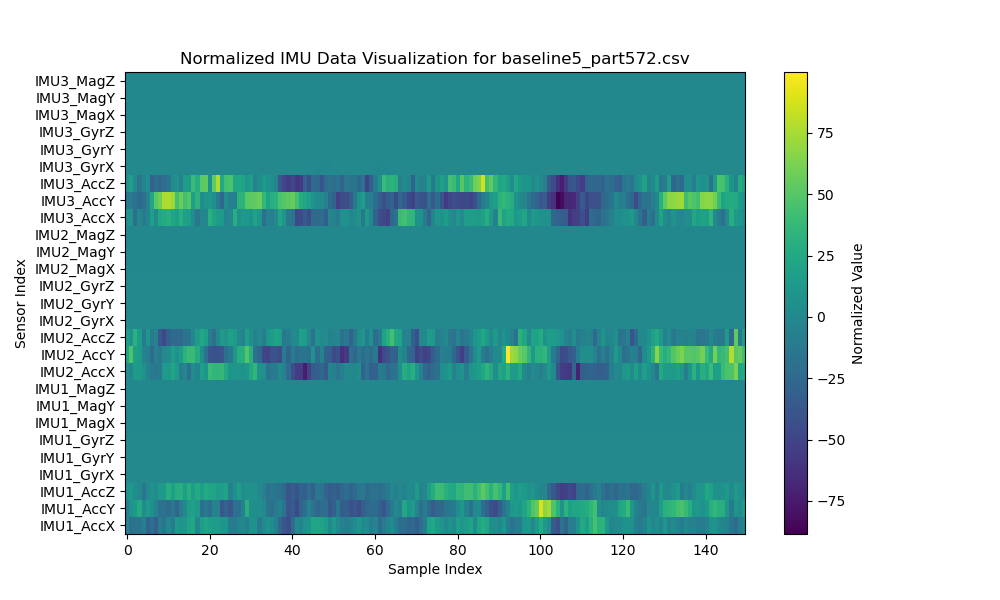 Normalized IMU Data Visualization for baseline5_part572.csv
IMU3_MagZ
IMU3_MagY
IMU3_MagX
IMU3_GyrZ
IMU3_GyrY
IMU3_GyrX
IMU3_AccZ
IMU3_AccY
IMU3_AccX
IMU2_MagZ
IMU2_MagY
IMU2_MagX
IMU2_GyrZ
IMU2_GyrY
IMU2_GyrX
IMU2_AccZ
IMU2_AccY
IMU2_AccX
IMU1_MagZ
IMU1_MagY
IMU1_MagX
IMU1_GyrZ
IMU1_GyrY
IMU1_GyrX
IMU1_AccZ
IMU1_AccY
IMU1_AccX
Sensor Index
0 20 40 60 80 100 120 140
Sample Index
75
50
25
0
−25
−50
−75
Normalized Value